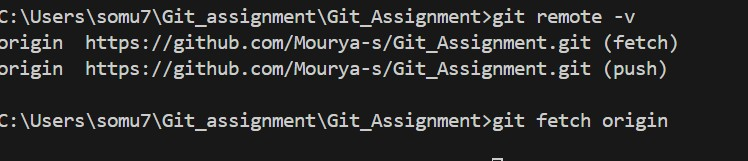 C:\Users\somu7\Git_assignment\Git_Assignment>git remote -v
origin  https://github.com/Mourya-s/Git_Assignment.git (fetch)
origin  https://github.com/Mourya-s/Git_Assignment.git (push)
C:\Users\somu7\Git_assignment\Git_Assignment>git fetch origin